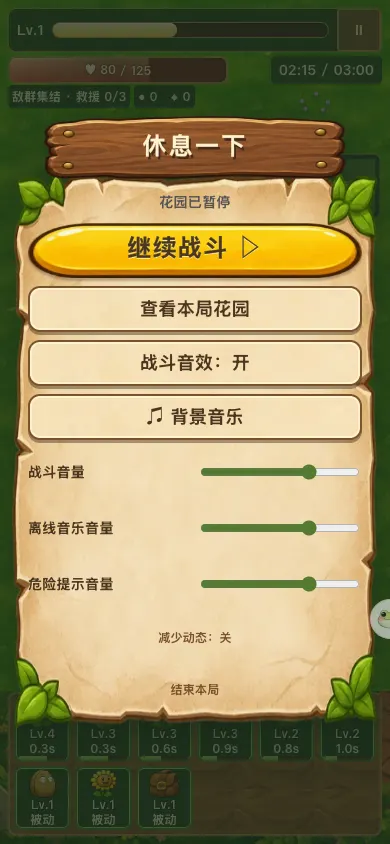 Lv.1
80 / 125
02:15 / 03:00
敌群集结 · 救援 0/3
● 0 ♦ 0
休息一下
花园已暂停
继续战斗 ▷
查看本局花园
战斗音效：开
♫ 背景音乐
战斗音量
离线音乐音量
危险提示音量
减少动态：关
结束本局
Lv.4 Lv.3 Lv.3 Lv.3 Lv.2 Lv.2
0.3s 0.3s 0.6s 0.9s 0.8s 1.0s
Lv.1 Lv.1 Lv.1
被动 被动 被动